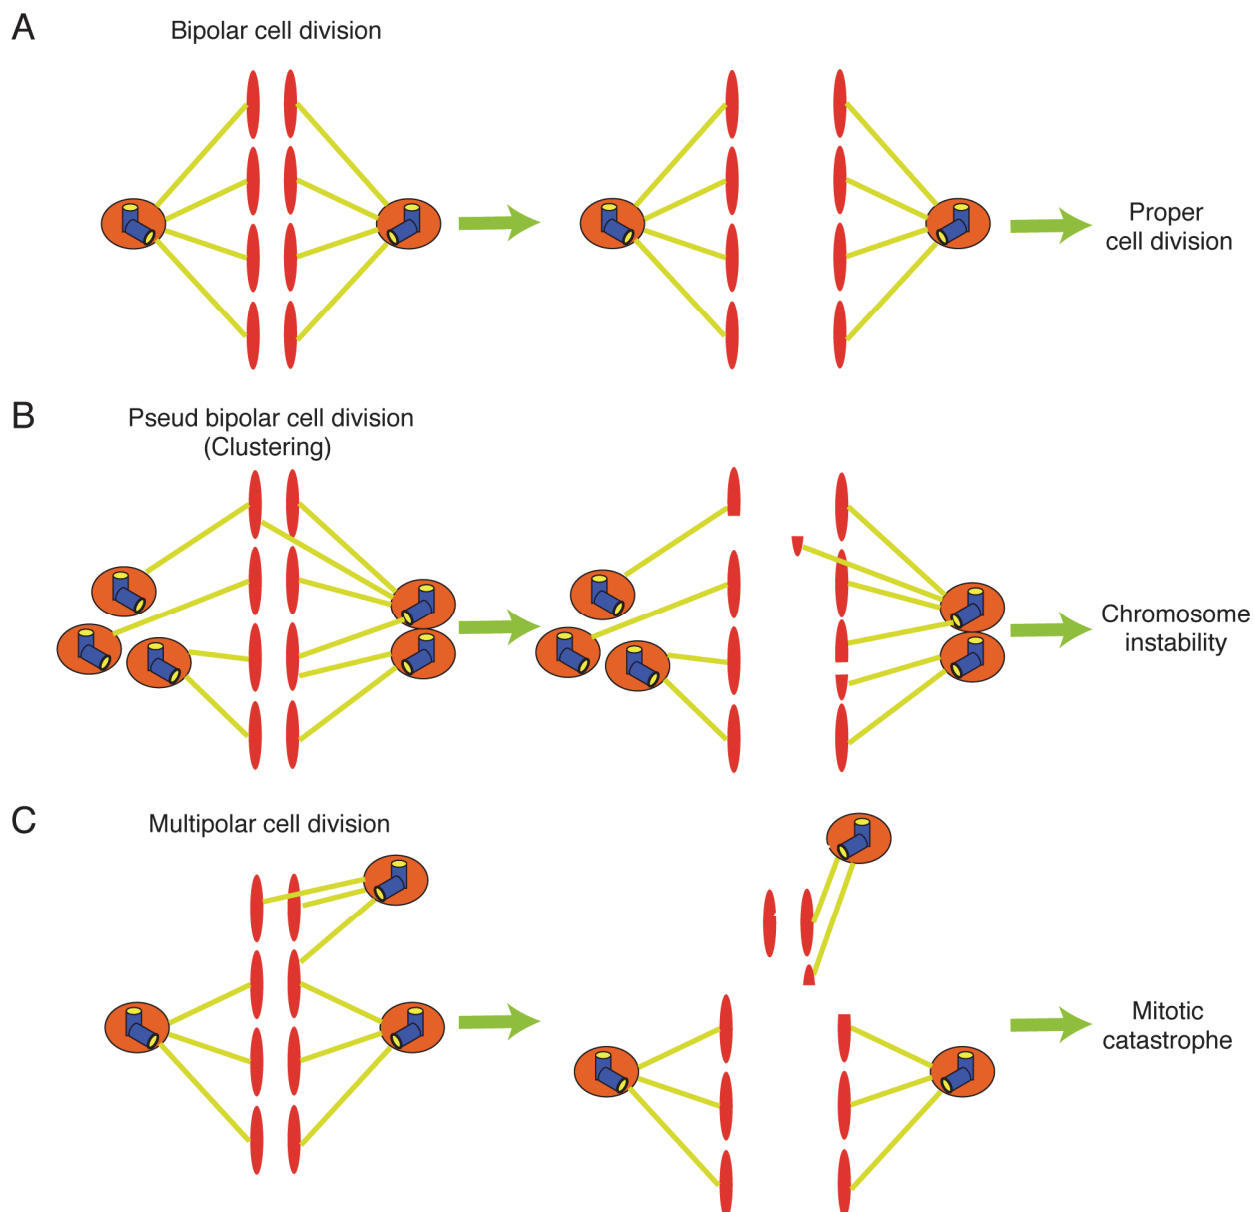 A
Bipolar cell division
Proper
cell division
B
Pseud bipolar cell division
(Clustering)
Chromosome
instability
C
Multipolar cell division
Mitotic
catastrophe